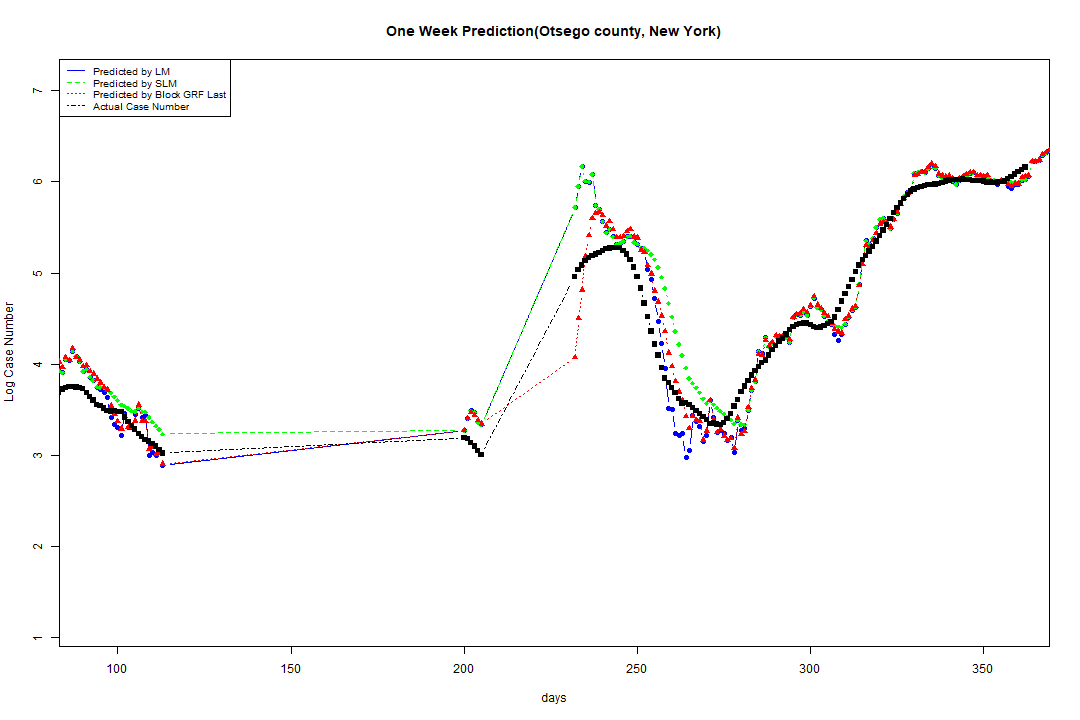 One Week Prediction(Otsego county, New York)
Predicted by LM
Predicted by SLM
Predicted by Block GRF Last
Actual Case Number
7
6
5
4
3
2
1
Log Case Number
100 150 200 250 300 350
days